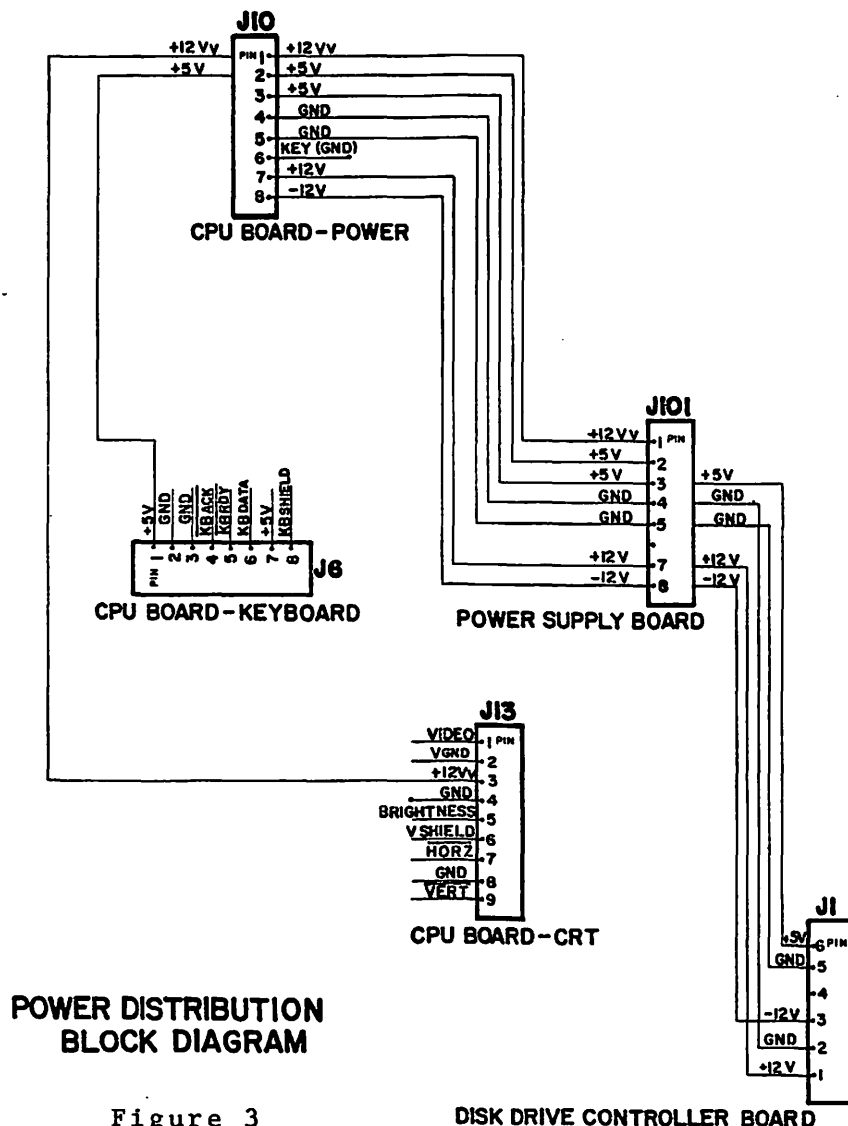 J10
+12Vv PIN 1 +12Vv
+5V 2 +5V
3 +5V
4 GND
5 GND
6 KEY (GND)
7 +12V
8 -12V
CPU BOARD-POWER
J101
+12Vv 1 PIN
+5V 2
+5V 3 +5V
GND 4 GND
GND 5 GND
+12V 7 +12V
-12V 8 -12V
POWER SUPPLY BOARD
+5V GND GND KBACK KBRDY KBDATA +5V KBSHIELD
PIN 1 2 3 4 5 6 7 8 J6
CPU BOARD-KEYBOARD
J13
VIDEO 1 PIN
VGND 2
+12Vv 3
GND 4
BRIGHTNESS 5
VSHIELD 6
HORZ 7
GND 8
VERT 9
CPU BOARD-CRT
J1
+5V 6 PIN
GND 5
4
-12V 3
GND 2
+12V 1
DISK DRIVE CONTROLLER BOARD
POWER DISTRIBUTION
BLOCK DIAGRAM
Figure 3